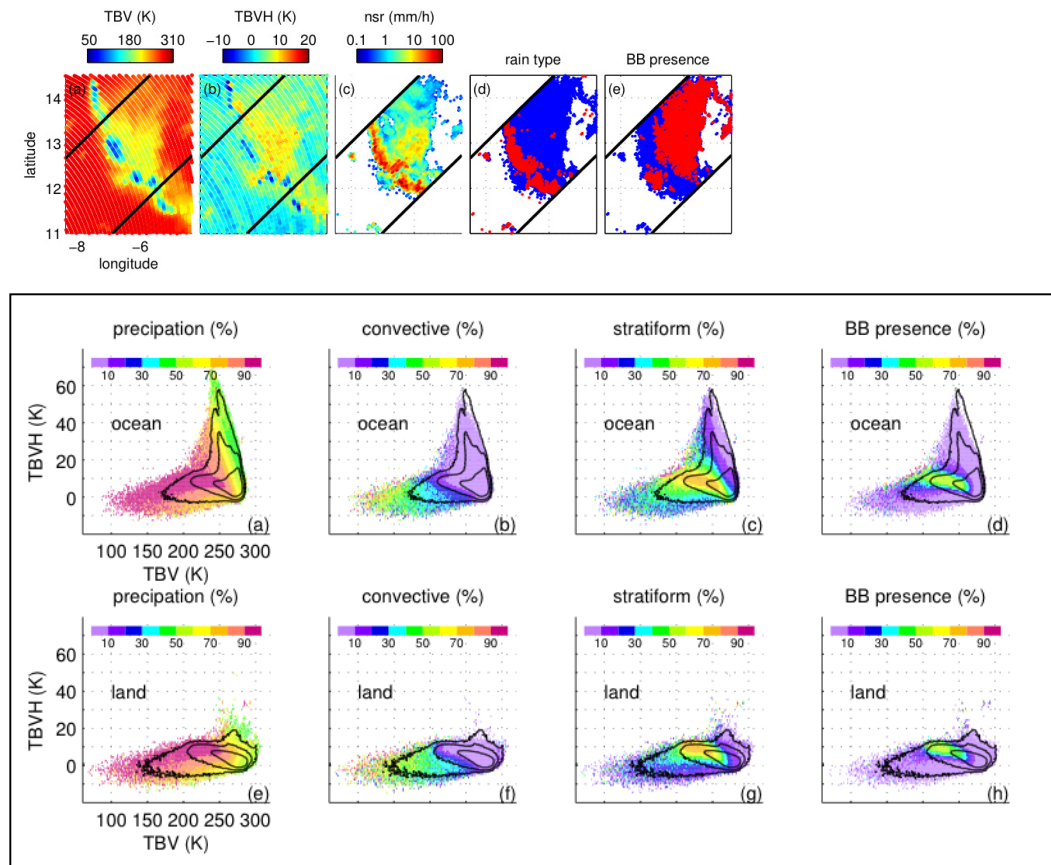 TBV (K) TBVH (K) nsr (mm/h)
50 180 310 −10 0 10 20 0.1 1 10 100 rain type BB presence
(a) (b) (c) (d) (e)
14
13
12
11
latitude
−8 −6
longitude
precipation (%) convective (%) stratiform (%) BB presence (%)
10 30 50 70 90 10 30 50 70 90 10 30 50 70 90 10 30 50 70 90
60
40
20
0
TBVH (K)
ocean ocean ocean ocean
(a) (b) (c) (d)
100 150 200 250 300
TBV (K)
precipation (%) convective (%) stratiform (%) BB presence (%)
10 30 50 70 90 10 30 50 70 90 10 30 50 70 90 10 30 50 70 90
60
40
20
0
TBVH (K)
land land land land
(e) (f) (g) (h)
100 150 200 250 300
TBV (K)